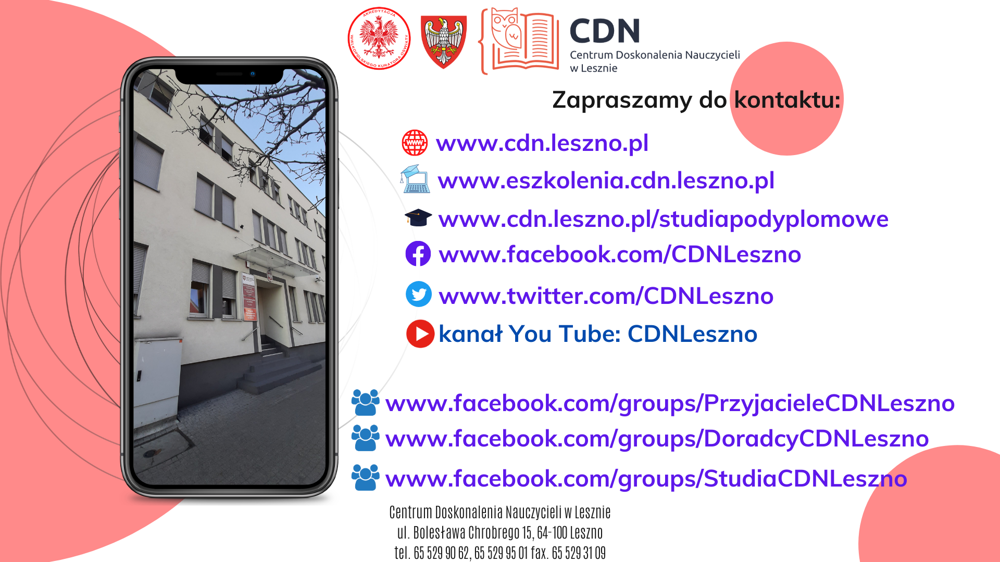 AKREDYTACJA
WIELKOPOLSKIEGO KURATORA OŚWIATY
CDN
Centrum Doskonalenia Nauczycieli
w Lesznie
Zapraszamy do kontaktu:
www
www.cdn.leszno.pl
www.eszkolenia.cdn.leszno.pl
www.cdn.leszno.pl/studiapodyplomowe
www.facebook.com/CDNLeszno
www.twitter.com/CDNLeszno
kanał You Tube: CDNLeszno
www.facebook.com/groups/PrzyjacieleCDNLeszno
www.facebook.com/groups/DoradcyCDNLeszno
www.facebook.com/groups/StudiaCDNLeszno
Centrum Doskonalenia Nauczycieli w Lesznie
ul. Bolesława Chrobrego 15, 64-100 Leszno
tel. 65 529 90 62, 65 529 95 01 fax. 65 529 31 09